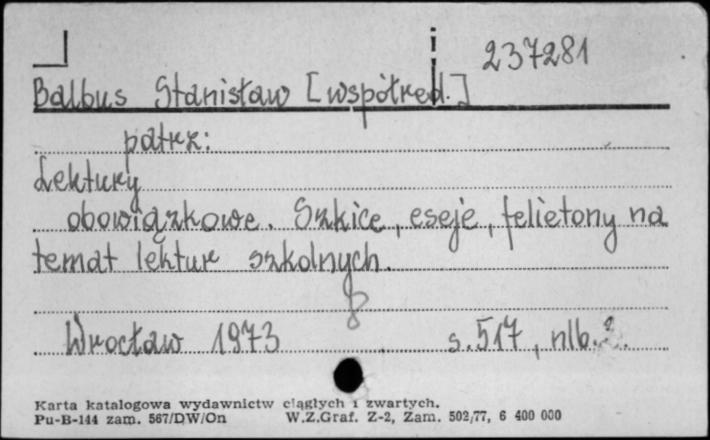 237281
Balbus Stanisław [współred.]
patrz:
Lektury
obowiązkowe. Szkice, eseje, felietony na
temat lektur szkolnych.
Wrocław 1973 s. 517, nlb.
Karta katalogowa wydawnictw ciągłych i zwartych.
Pu-B-144 zam. 567/DW/On W.Z.Graf. Z-2, Zam. 502/77, 6 400 000